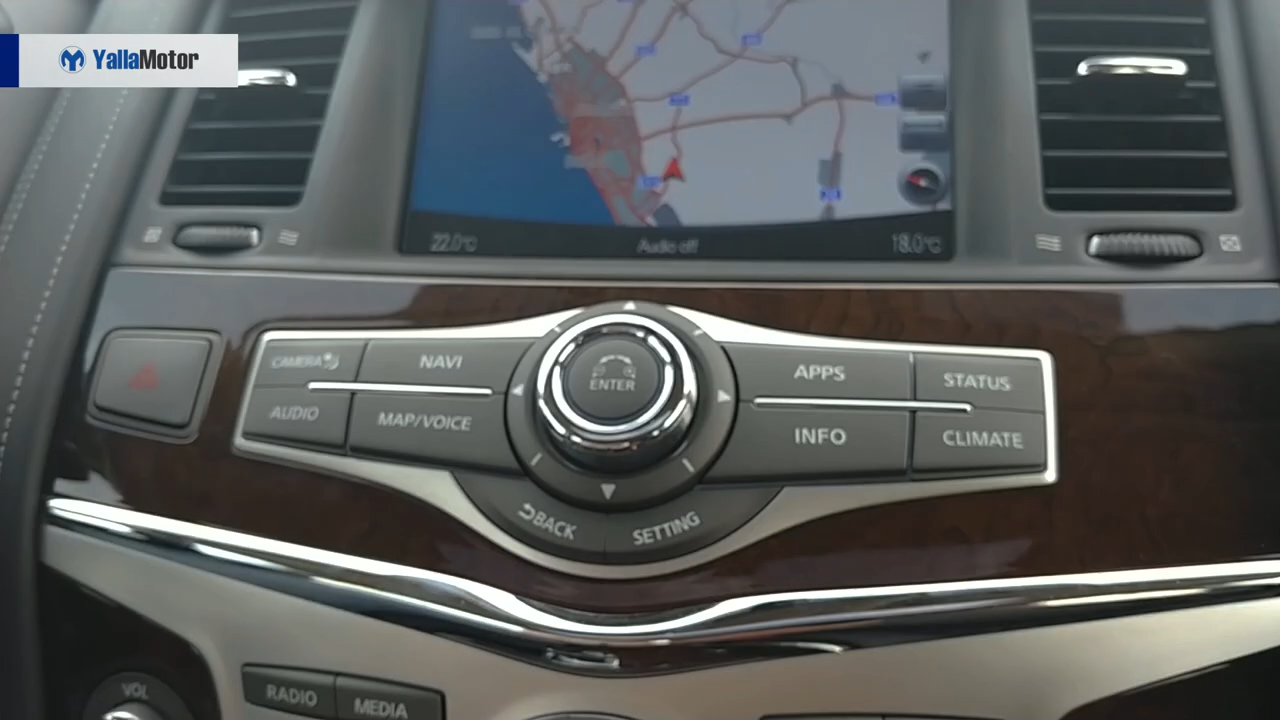 YallaMotor
22.0°C
Audio off
18.0°C
CAMERA
NAVI
APPS
STATUS
ENTER
AUDIO
MAP/VOICE
INFO
CLIMATE
BACK
SETTING
VOL
RADIO
MEDIA